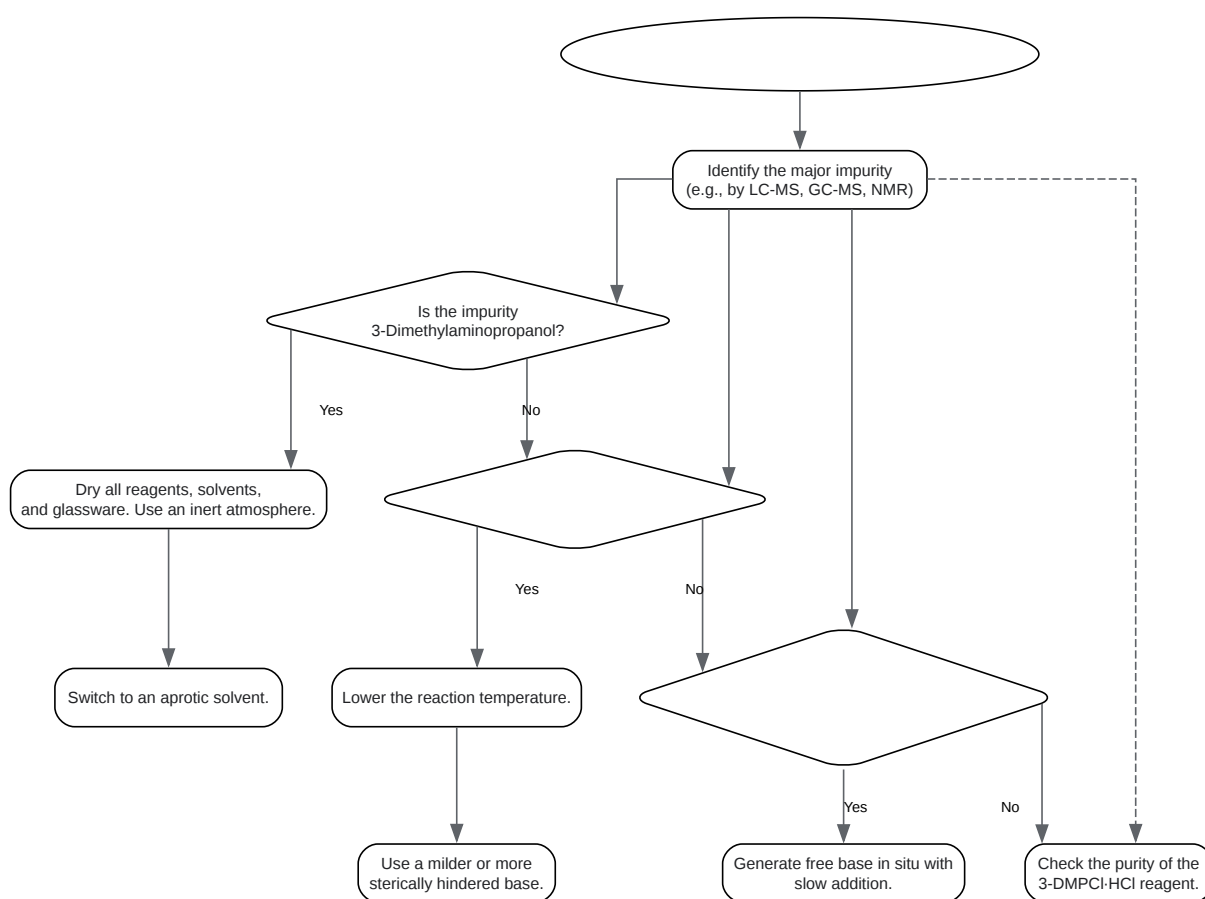 Identify the major impurity
(e.g., by LC-MS, GC-MS, NMR)
Is the impurity
3-Dimethylaminopropanol?
Yes
No
Dry all reagents, solvents,
and glassware. Use an inert atmosphere.
Yes
No
Switch to an aprotic solvent.
Lower the reaction temperature.
Yes
No
Use a milder or more
sterically hindered base.
Generate free base in situ with
slow addition.
Check the purity of the
3-DMPCl·HCl reagent.